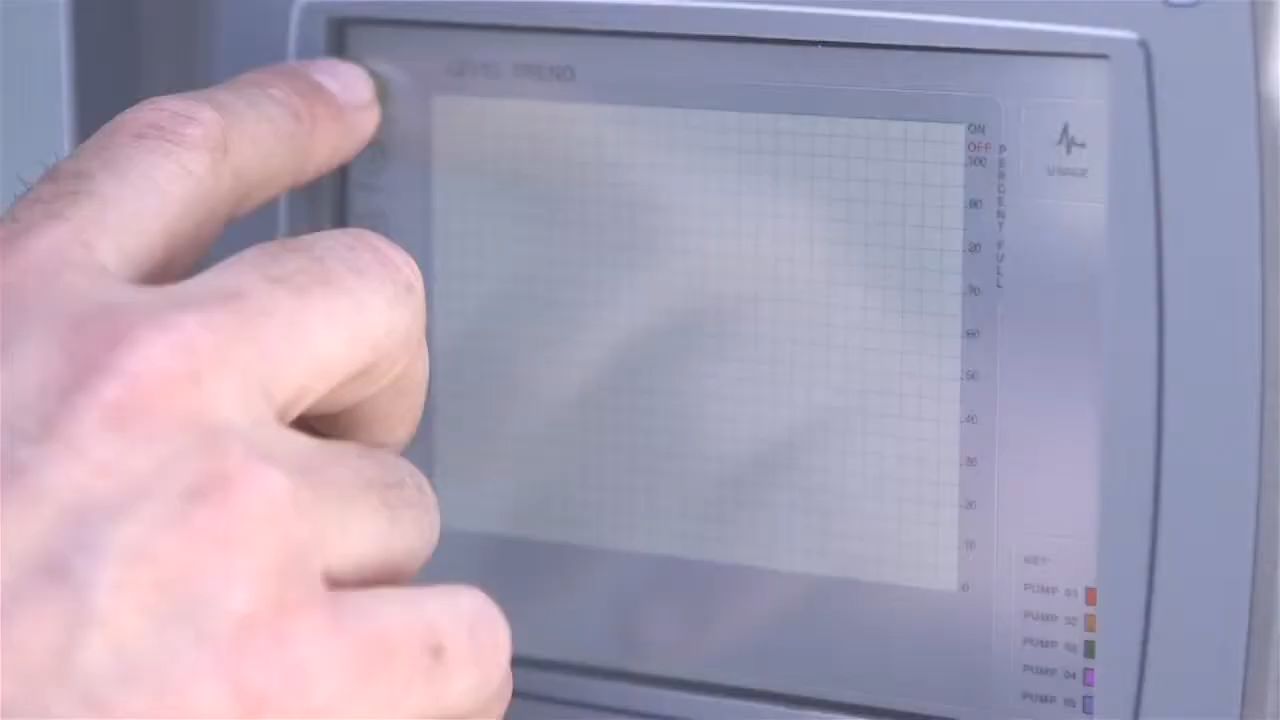 LEVEL TREND
ON
OFF
100
90
80
70
60
50
40
30
20
10
0
PERCENT FULL
USAGE
KEY
PUMP 01
PUMP 02
PUMP 03
PUMP 04
PUMP 05